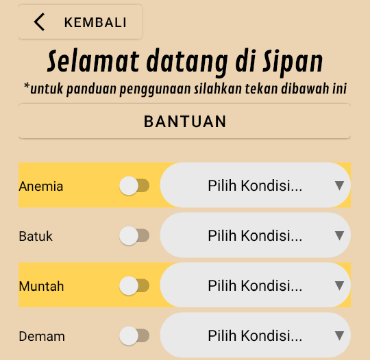 KEMBALI
Selamat datang di Sipan
*untuk panduan penggunaan silahkan tekan dibawah ini
BANTUAN
Anemia Pilih Kondisi...
Batuk Pilih Kondisi...
Muntah Pilih Kondisi...
Demam Pilih Kondisi...